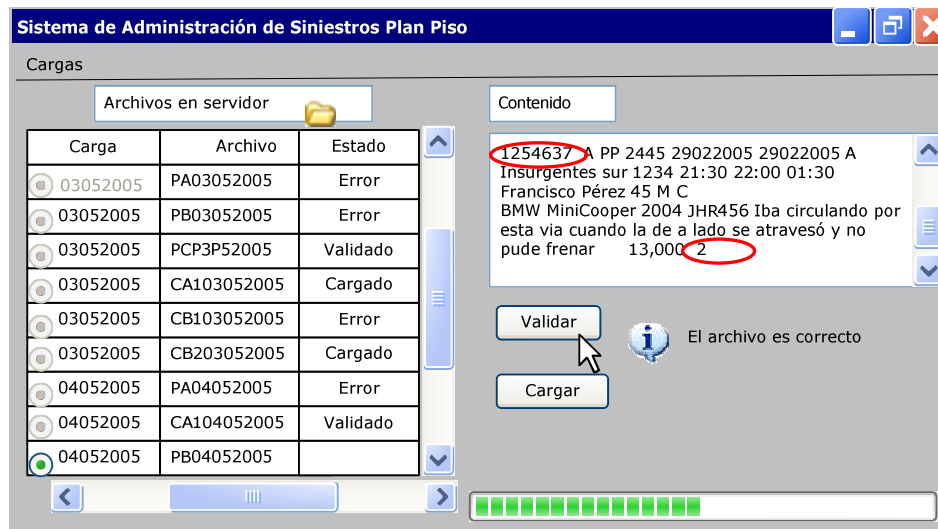 Sistema de Administración de Siniestros Plan Piso
Cargas
Archivos en servidor
Contenido
Carga Archivo Estado
03052005 PA03052005 Error
03052005 PB03052005 Error
03052005 PCP3P52005 Validado
03052005 CA103052005 Cargado
03052005 CB103052005 Error
03052005 CB203052005 Cargado
04052005 PA04052005 Error
04052005 CA104052005 Validado
04052005 PB04052005
1254637 A PP 2445 29022005 29022005 A
Insurgentes sur 1234 21:30 22:00 01:30
Francisco Pérez 45 M C
BMW MiniCooper 2004 JHR456 Iba circulando por
esta via cuando la de a lado se atravesó y no
pude frenar 13,000 2
Validar
El archivo es correcto
Cargar